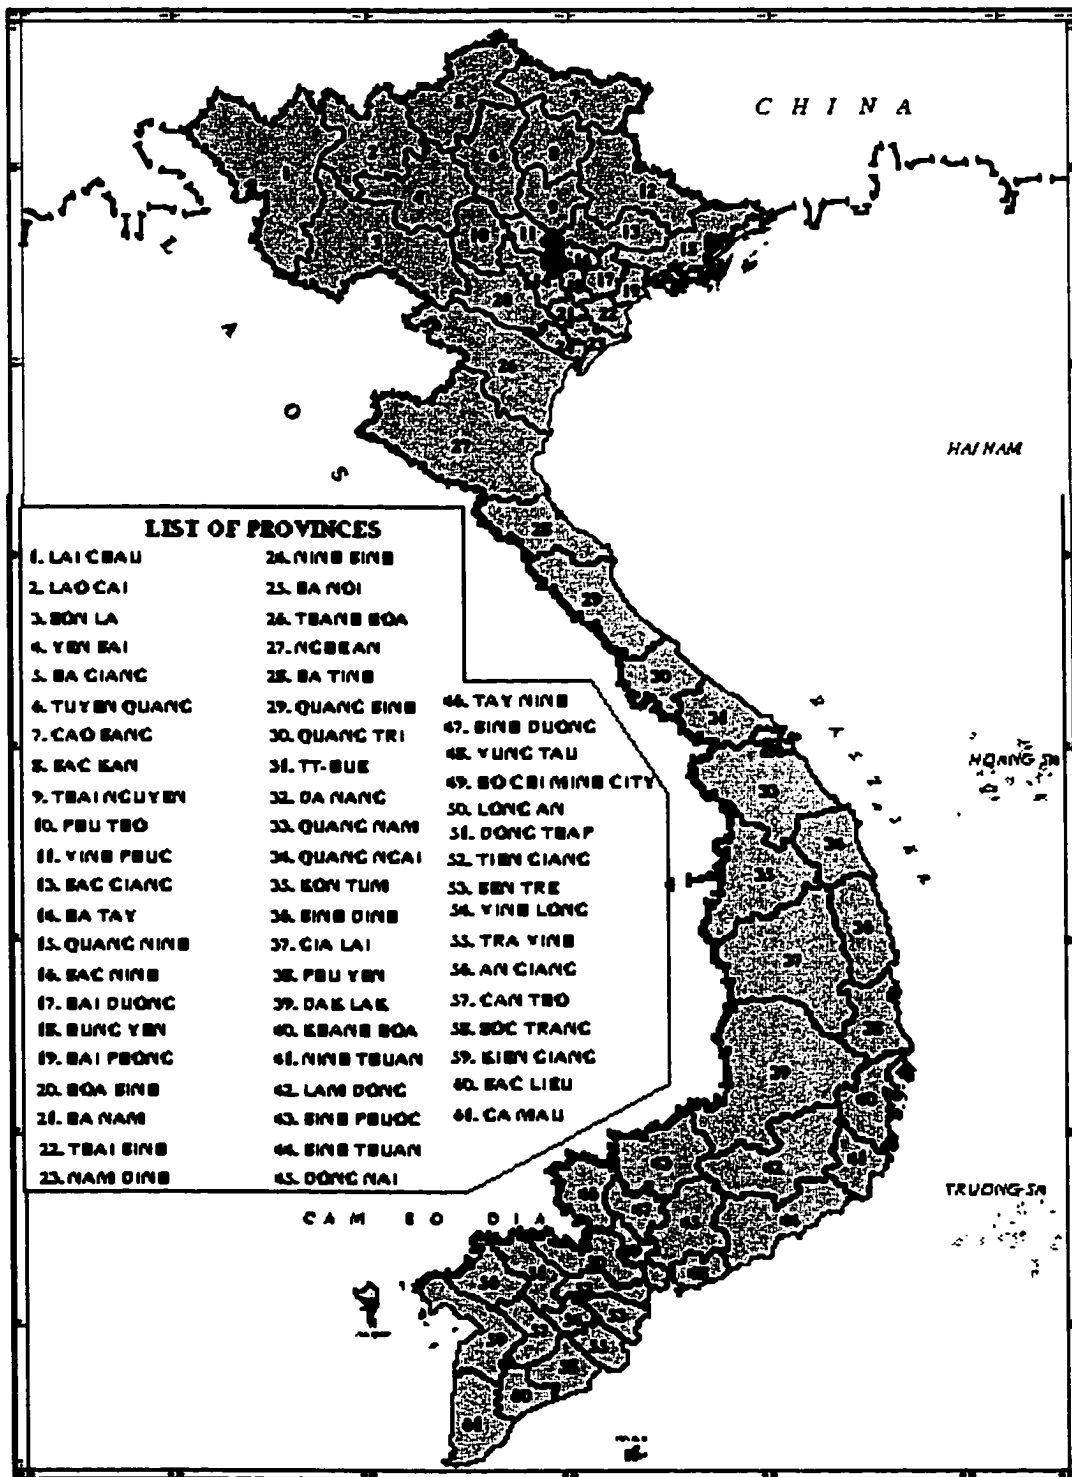 CHINA
LAOS
HAI NAM
LIST OF PROVINCES
1. LAI CHAU
2. LAO CAI
3. SON LA
4. YEN BAI
5. HA GIANG
6. TUYEN QUANG
7. CAO BANG
8. BAC KAN
9. THAI NGUYEN
10. PHU THO
11. VINH PHUC
13. BAC GIANG
14. HA TAY
15. QUANG NINH
16. BAC NINH
17. HAI DUONG
18. HUNG YEN
19. HAI PHONG
20. HOA BINH
21. HA NAM
22. THAI BINH
23. NAM DINH
24. NINH BINH
25. HA NOI
26. THANH HOA
27. NGHE AN
28. HA TINH
29. QUANG BINH
30. QUANG TRI
31. TT-HUE
32. DA NANG
33. QUANG NAM
34. QUANG NGAI
35. KON TUM
36. BINH DINH
37. GIA LAI
38. PHU YEN
39. DAK LAK
40. KHANH HOA
41. NINH THUAN
42. LAM DONG
43. BINH PHUOC
44. BINH THUAN
45. DONG NAI
46. TAY NINH
47. BINH DUONG
48. VUNG TAU
49. HO CHI MINH CITY
50. LONG AN
51. DONG THAP
52. TIEN GIANG
53. BEN TRE
54. VINH LONG
55. TRA VINH
56. AN GIANG
57. CAN THO
58. SOC TRANG
59. KIEN GIANG
60. BAC LIEU
61. CA MAU
HOANG SA
TRUONG SA
CAM BO DIA